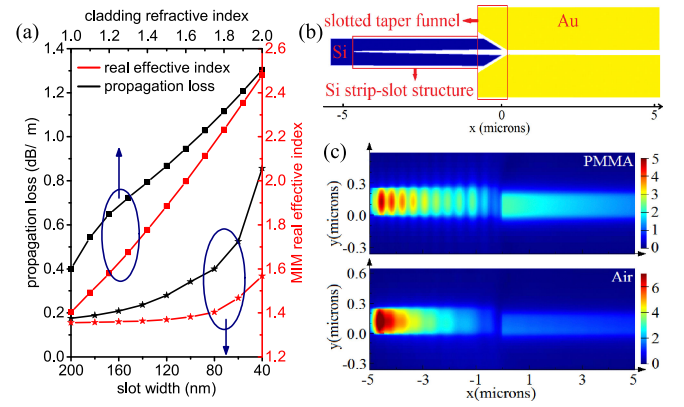 cladding refractive index
(a)
1.0 1.2 1.4 1.6 1.8 2.0
1.4
1.2
1.0
0.8
0.6
0.4
0.2
0.0
propagation loss (dB/ m)
real effective index
propagation loss
2.6
2.4
2.2
2.0
1.8
1.6
1.4
1.2
MIM real effective index
200 160 120 80 40
slot width (nm)
(b)
slotted taper funnel
Au
Si
Si strip-slot structure
-5 0 5
x (microns)
(c)
PMMA
0.3
0.0
-0.3
y(microns)
5
4
3
2
1
0
Air
0.6
0.3
0.0
-0.3
y(microns)
6
4
2
0
-5 -3 -1 1 3 5
x(microns)